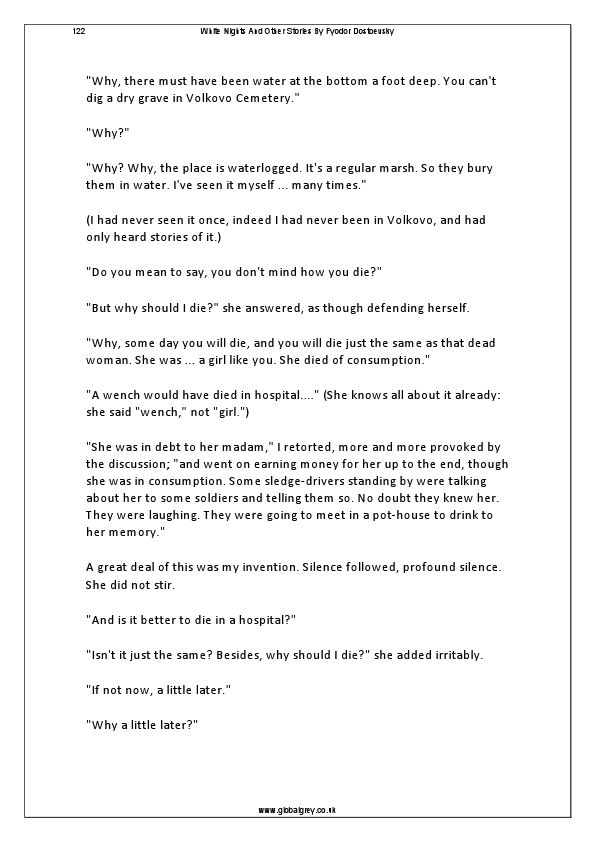 122
White Nights And Other Stories By Fyodor Dostoevsky
"Why, there must have been water at the bottom a foot deep. You can't
dig a dry grave in Volkovo Cemetery."
"Why?"
"Why? Why, the place is waterlogged. It's a regular marsh. So they bury
them in water. I've seen it myself ... many times."
(I had never seen it once, indeed I had never been in Volkovo, and had
only heard stories of it.)
"Do you mean to say, you don't mind how you die?"
"But why should I die?" she answered, as though defending herself.
"Why, some day you will die, and you will die just the same as that dead
woman. She was ... a girl like you. She died of consumption."
"A wench would have died in hospital...." (She knows all about it already:
she said "wench," not "girl.")
"She was in debt to her madam," I retorted, more and more provoked by
the discussion; "and went on earning money for her up to the end, though
she was in consumption. Some sledge-drivers standing by were talking
about her to some soldiers and telling them so. No doubt they knew her.
They were laughing. They were going to meet in a pot-house to drink to
her memory."
A great deal of this was my invention. Silence followed, profound silence.
She did not stir.
"And is it better to die in a hospital?"
"Isn't it just the same? Besides, why should I die?" she added irritably.
"If not now, a little later."
"Why a little later?"
www.globalgrey.co.uk